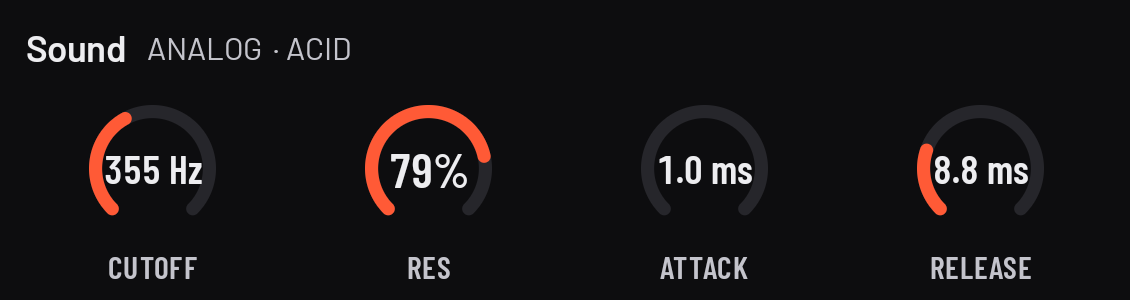 Sound ANALOG · ACID
355 Hz 79% 1.0 ms 8.8 ms
CUTOFF RES ATTACK RELEASE